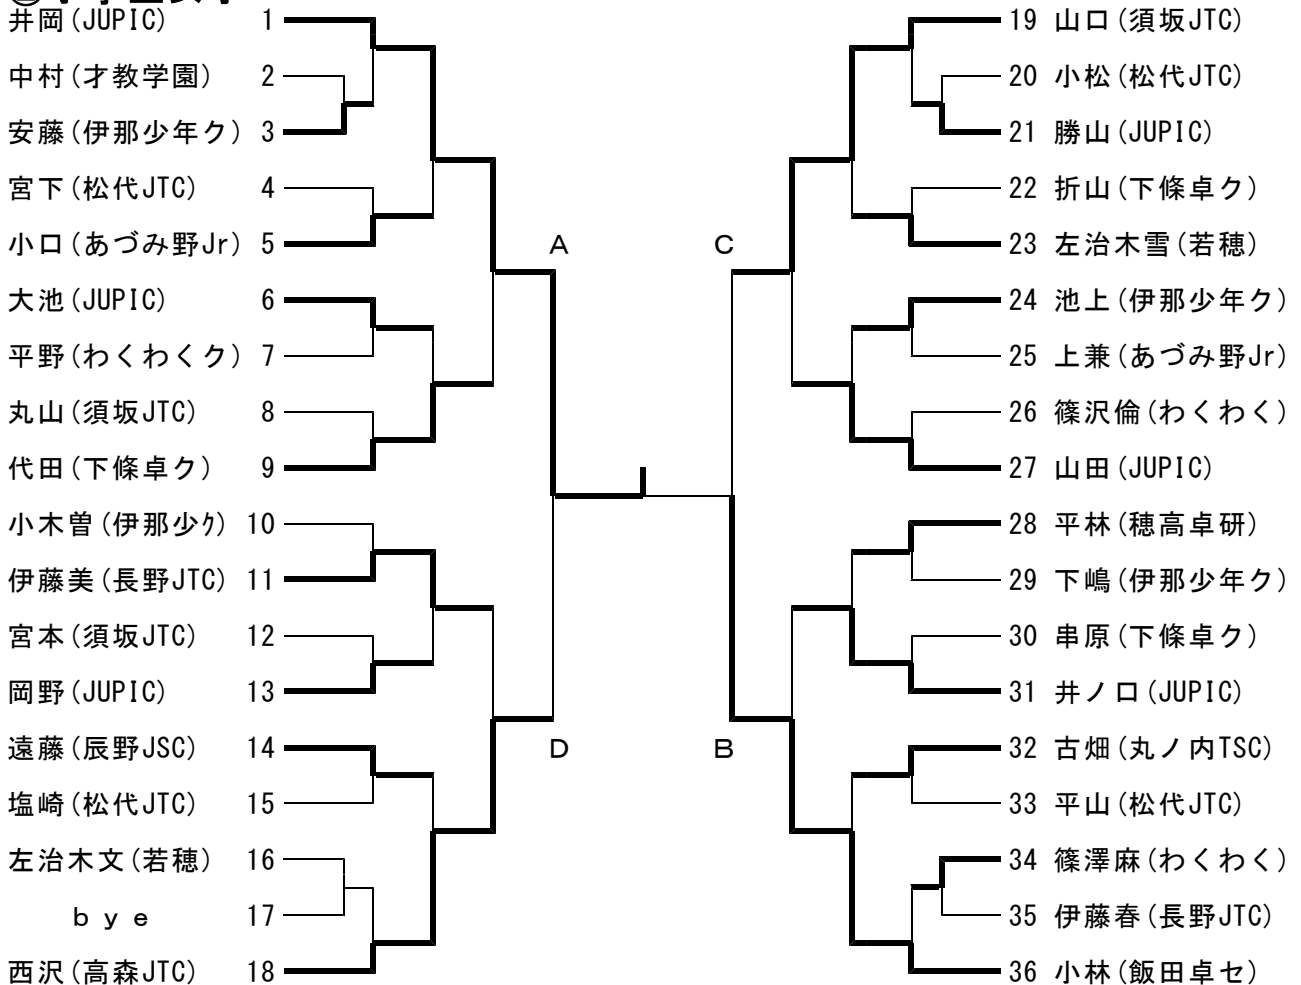 井岡(JUPIC) 1
中村(才教学園) 2
安藤(伊那少年ク) 3
宮下(松代JTC) 4
小口(あづみ野Jr) 5
大池(JUPIC) 6
平野(わくわくク) 7
丸山(須坂JTC) 8
代田(下條卓ク) 9
小木曽(伊那少ｸ) 10
伊藤美(長野JTC) 11
宮本(須坂JTC) 12
岡野(JUPIC) 13
遠藤(辰野JSC) 14
塩崎(松代JTC) 15
左治木文(若穂) 16
ｂｙｅ 17
西沢(高森JTC) 18
A
D
C
B
19 山口(須坂JTC)
20 小松(松代JTC)
21 勝山(JUPIC)
22 折山(下條卓ク)
23 左治木雪(若穂)
24 池上(伊那少年ク)
25 上兼(あづみ野Jr)
26 篠沢倫(わくわく)
27 山田(JUPIC)
28 平林(穂高卓研)
29 下嶋(伊那少年ク)
30 串原(下條卓ク)
31 井ノ口(JUPIC)
32 古畑(丸ノ内TSC)
33 平山(松代JTC)
34 篠澤麻(わくわく)
35 伊藤春(長野JTC)
36 小林(飯田卓セ)